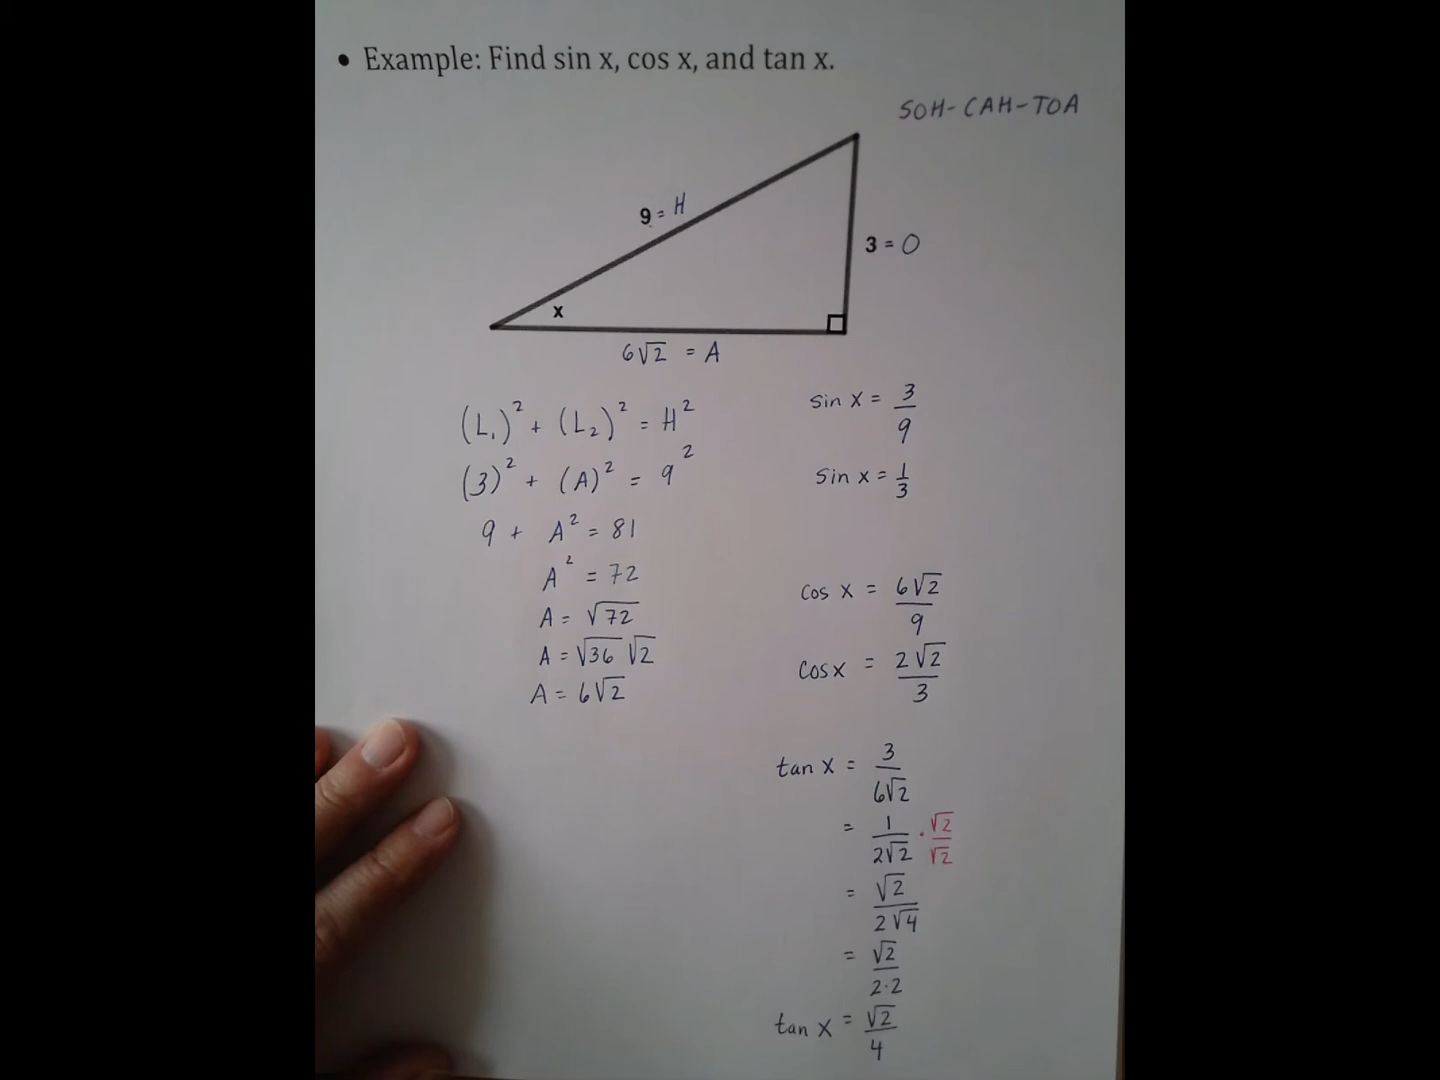 • Example: Find sin x, cos x, and tan x.
SOH-CAH-TOA
9 = H
3 = O
x
6√2 = A
(L₁)² + (L₂)² = H²
(3)² + (A)² = 9²
9 + A² = 81
A² = 72
A = √72
A = √36 √2
A = 6√2
sin x = 3/9
sin x = 1/3
cos x = 6√2/9
cos x = 2√2/3
tan x = 3/6√2
= 1/2√2 · √2/√2
= √2/2√4
= √2/2·2
tan x = √2/4